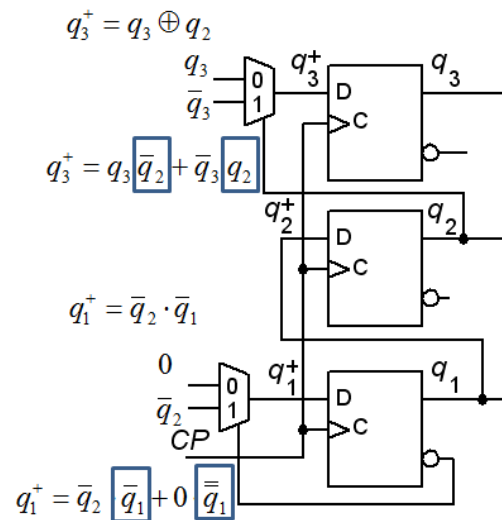 q₃⁺ = q₃ ⊕ q₂
q₃ 0 q₃⁺ D q₃
q̄₃ 1 C
q₃⁺ = q₃ q̄₂ + q̄₃ q₂
q₂⁺ D q₂
C
q₁⁺ = q̄₂ · q̄₁
0 0 q₁⁺ D q₁
q̄₂ 1 C
CP
q₁⁺ = q̄₂ q̄₁ + 0 q̿₁